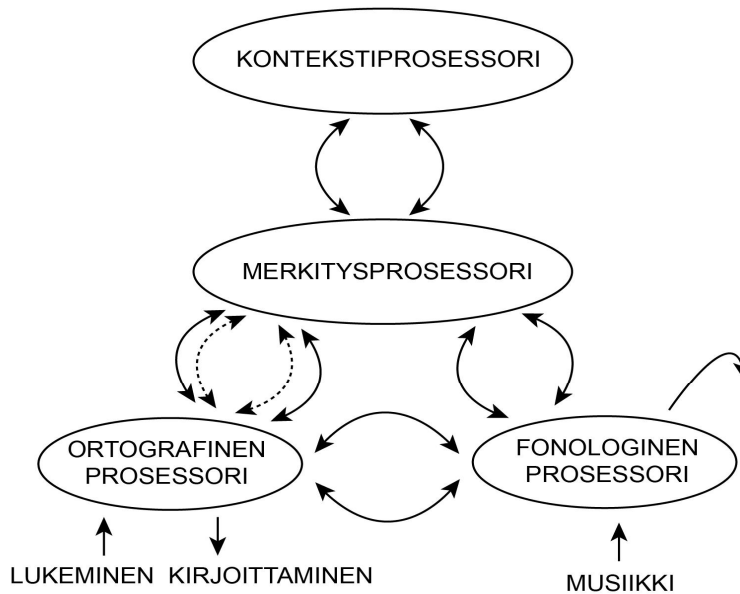 KONTEKSTIPROSESSORI
MERKITYSPROSESSORI
ORTOGRAFINEN
PROSESSORI
FONOLOGINEN
PROSESSORI
LUKEMINEN KIRJOITTAMINEN
MUSIIKKI